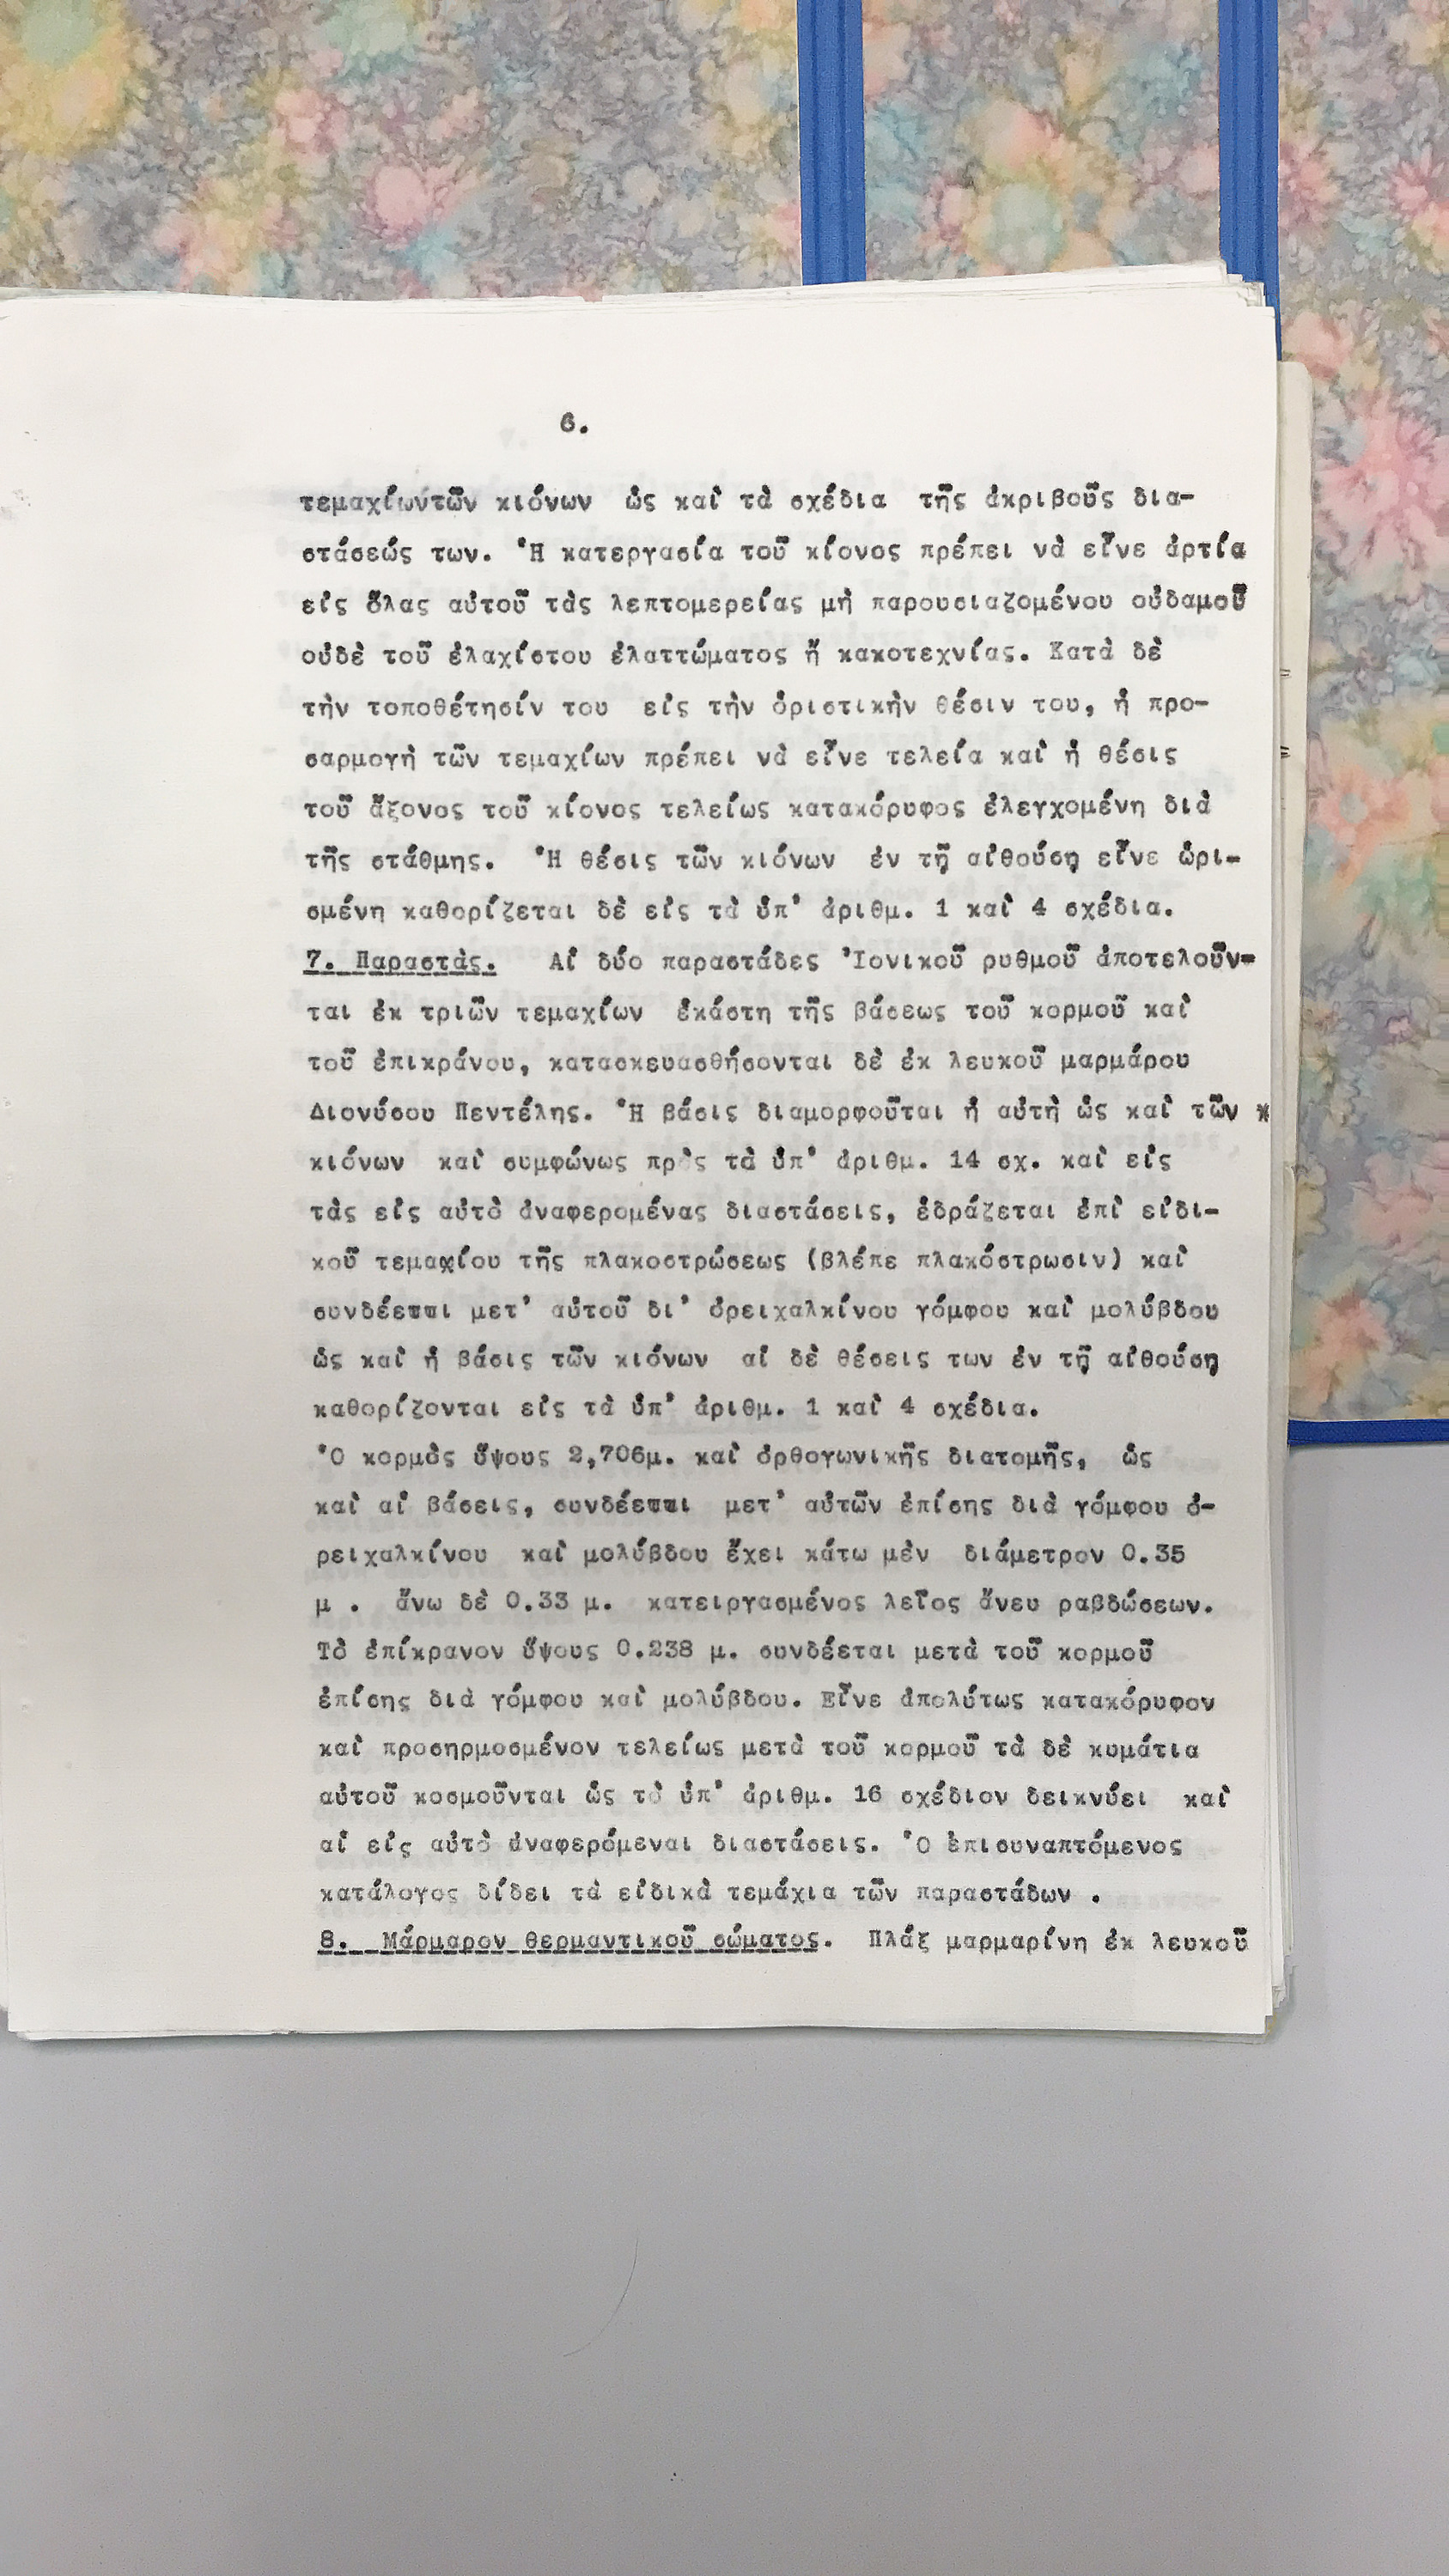 6.
τεμαχίωντῶν κιόνων ὡς καὶ τὰ σχέδια τῆς ἀκριβοῦς δια-
στάσεώς των. Ἡ κατεργασία τοῦ κίονος πρέπει νὰ εἶνε ἀρτία
εἰς ὅλας αὐτοῦ τὰς λεπτομερείας μὴ παρουσιαζομένου οὐδαμοῦ
οὐδὲ τοῦ ἐλαχίστου ἐλαττώματος ἢ κακοτεχνίας. Κατὰ δὲ
τὴν τοποθέτησίν του εἰς τὴν ὁριστικὴν θέσιν του, ἡ προ-
σαρμογὴ τῶν τεμαχίων πρέπει νὰ εἶνε τελεία καὶ ἡ θέσις
τοῦ ἄξονος τοῦ κίονος τελείως κατακόρυφος ἐλεγχομένη διὰ
τῆς στάθμης. Ἡ θέσις τῶν κιόνων ἐν τῇ αἰθούσῃ εἶνε ὡρι-
σμένη καθορίζεται δὲ εἰς τὰ ὑπ' ἀριθμ. 1 καὶ 4 σχέδια.
7. Παραστὰς. Αἱ δύο παραστάδες Ἰονικοῦ ρυθμοῦ ἀποτελοῦν-
ται ἐκ τριῶν τεμαχίων ἑκάστη τῆς βάσεως τοῦ κορμοῦ καὶ
τοῦ ἐπικράνου, κατασκευασθήσονται δὲ ἐκ λευκοῦ μαρμάρου
Διονύσου Πεντέλης. Ἡ βάσις διαμορφοῦται ἡ αὐτὴ ὡς καὶ τῶν κ
κιόνων καὶ συμφώνως πρὸς τὰ ὑπ' ἀριθμ. 14 σχ. καὶ εἰς
τὰς εἰς αὐτὸ ἀναφερομένας διαστάσεις, ἑδράζεται ἐπὶ εἰδι-
κοῦ τεμαχίου τῆς πλακοστρώσεως (βλέπε πλακόστρωσιν) καὶ
συνδέεται μετ' αὐτοῦ δι' ὀρειχαλκίνου γόμφου καὶ μολύβδου
ὡς καὶ ἡ βάσις τῶν κιόνων αἱ δὲ θέσεις των ἐν τῇ αἰθούσῃ
καθορίζονται εἰς τὰ ὑπ' ἀριθμ. 1 καὶ 4 σχέδια.
Ὁ κορμὸς ὕψους 2,706μ. καὶ ὀρθογωνικῆς διατομῆς, ὡς
καὶ αἱ βάσεις, συνδέεται μετ' αὐτῶν ἐπίσης διὰ γόμφου ὀ-
ρειχαλκίνου καὶ μολύβδου ἔχει κάτω μὲν διάμετρον 0.35
μ . ἄνω δὲ 0.33 μ. κατειργασμένος λεῖος ἄνευ ραβδώσεων.
Τὸ ἐπίκρανον ὕψους 0.238 μ. συνδέεται μετὰ τοῦ κορμοῦ
ἐπίσης διὰ γόμφου καὶ μολύβδου. Εἶνε ἀπολύτως κατακόρυφον
καὶ προσηρμοσμένον τελείως μετὰ τοῦ κορμοῦ τὰ δὲ κυμάτια
αὐτοῦ κοσμοῦνται ὡς τὸ ὑπ' ἀριθμ. 16 σχέδιον δεικνύει καὶ
αἱ εἰς αὐτὸ ἀναφερόμεναι διαστάσεις. Ὁ ἐπισυναπτόμενος
κατάλογος δίδει τὰ εἰδικὰ τεμάχια τῶν παραστάδων .
8. Μάρμαρον θερμαντικοῦ σώματος. Πλάξ μαρμαρίνη ἐκ λευκοῦ